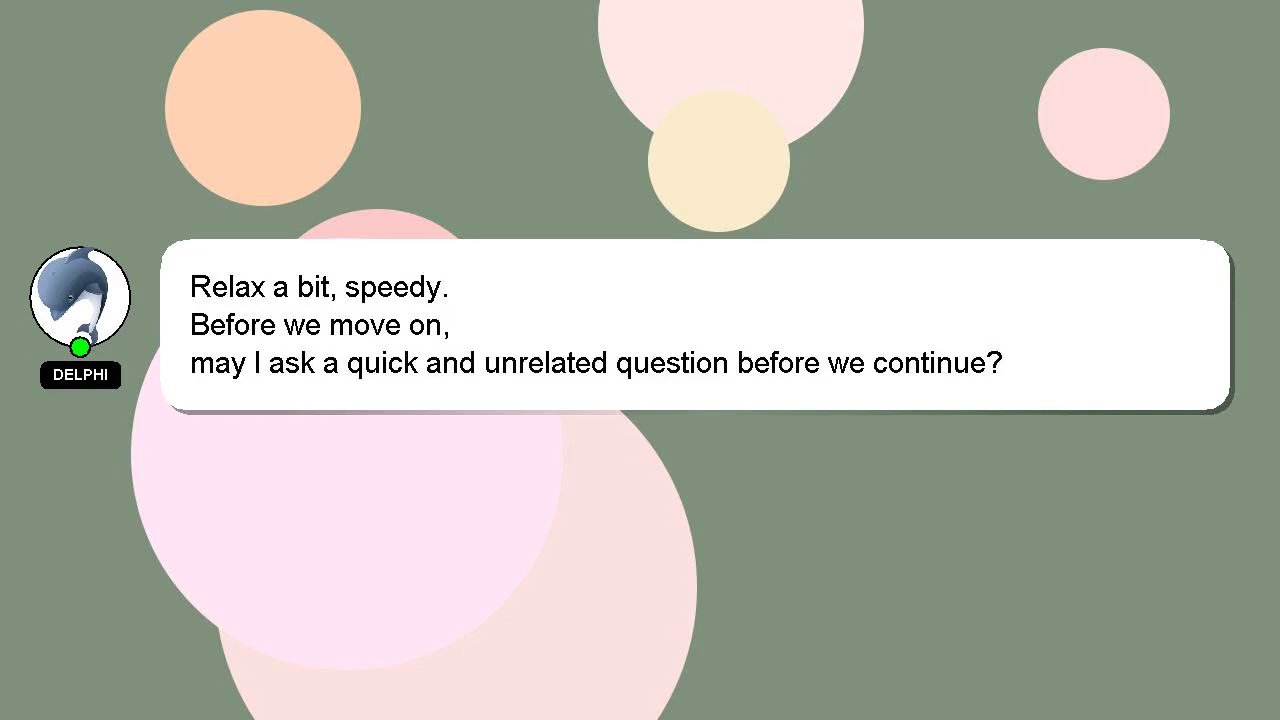 Relax a bit, speedy.
Before we move on,
may I ask a quick and unrelated question before we continue?
DELPHI